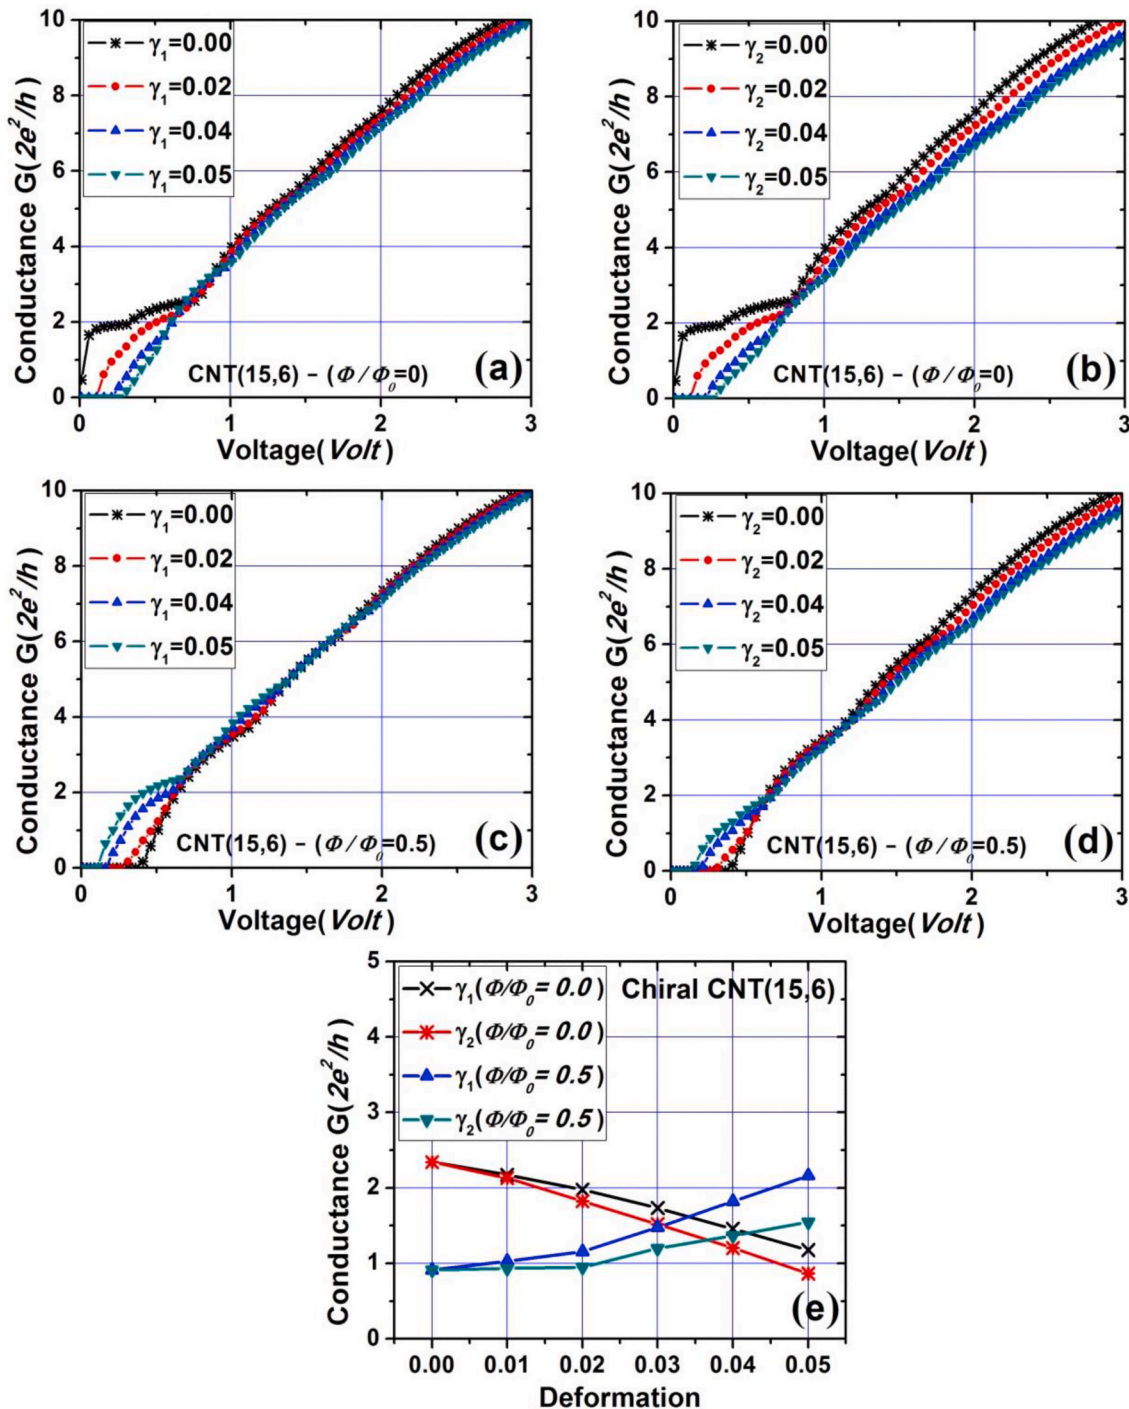 10
8
6
4
2
0
Conductance G(2e²/h)
γ₁=0.00
γ₁=0.02
γ₁=0.04
γ₁=0.05
CNT(15,6) – (Φ/Φ₀=0)
(a)
0 1 2 3
Voltage(Volt)
10
8
6
4
2
0
Conductance G(2e²/h)
γ₂=0.00
γ₂=0.02
γ₂=0.04
γ₂=0.05
CNT(15,6) – (Φ/Φ₀=0)
(b)
0 1 2 3
Voltage(Volt)
10
8
6
4
2
0
Conductance G(2e²/h)
γ₁=0.00
γ₁=0.02
γ₁=0.04
γ₁=0.05
CNT(15,6) – (Φ/Φ₀=0.5)
(c)
0 1 2 3
Voltage(Volt)
10
8
6
4
2
0
Conductance G(2e²/h)
γ₂=0.00
γ₂=0.02
γ₂=0.04
γ₂=0.05
CNT(15,6) – (Φ/Φ₀=0.5)
(d)
0 1 2 3
Voltage(Volt)
5
4
3
2
1
0
Conductance G(2e²/h)
γ₁(Φ/Φ₀= 0.0)
γ₂(Φ/Φ₀= 0.0)
γ₁(Φ/Φ₀= 0.5)
γ₂(Φ/Φ₀= 0.5)
Chiral CNT(15,6)
(e)
0.00 0.01 0.02 0.03 0.04 0.05
Deformation